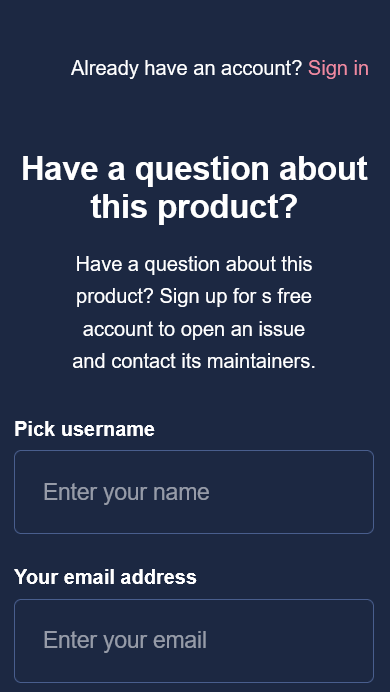 Already have an account? Sign in
Have a question about
this product?
Have a question about this
product? Sign up for s free
account to open an issue
and contact its maintainers.
Pick username
Enter your name
Your email address
Enter your email